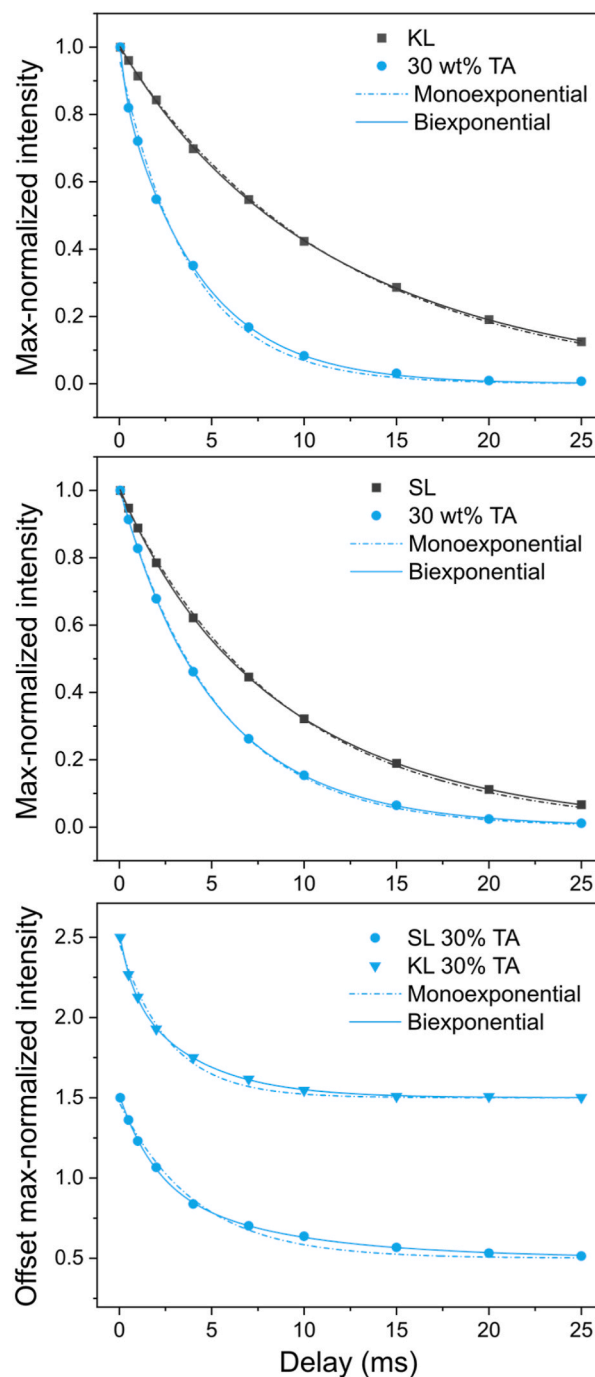 1.0
0.8
0.6
0.4
0.2
0.0
Max-normalized intensity
KL
30 wt% TA
Monoexponential
Biexponential
0 5 10 15 20 25
1.0
0.8
0.6
0.4
0.2
0.0
Max-normalized intensity
SL
30 wt% TA
Monoexponential
Biexponential
0 5 10 15 20 25
2.5
2.0
1.5
1.0
0.5
Offset max-normalized intensity
SL 30% TA
KL 30% TA
Monoexponential
Biexponential
0 5 10 15 20 25
Delay (ms)